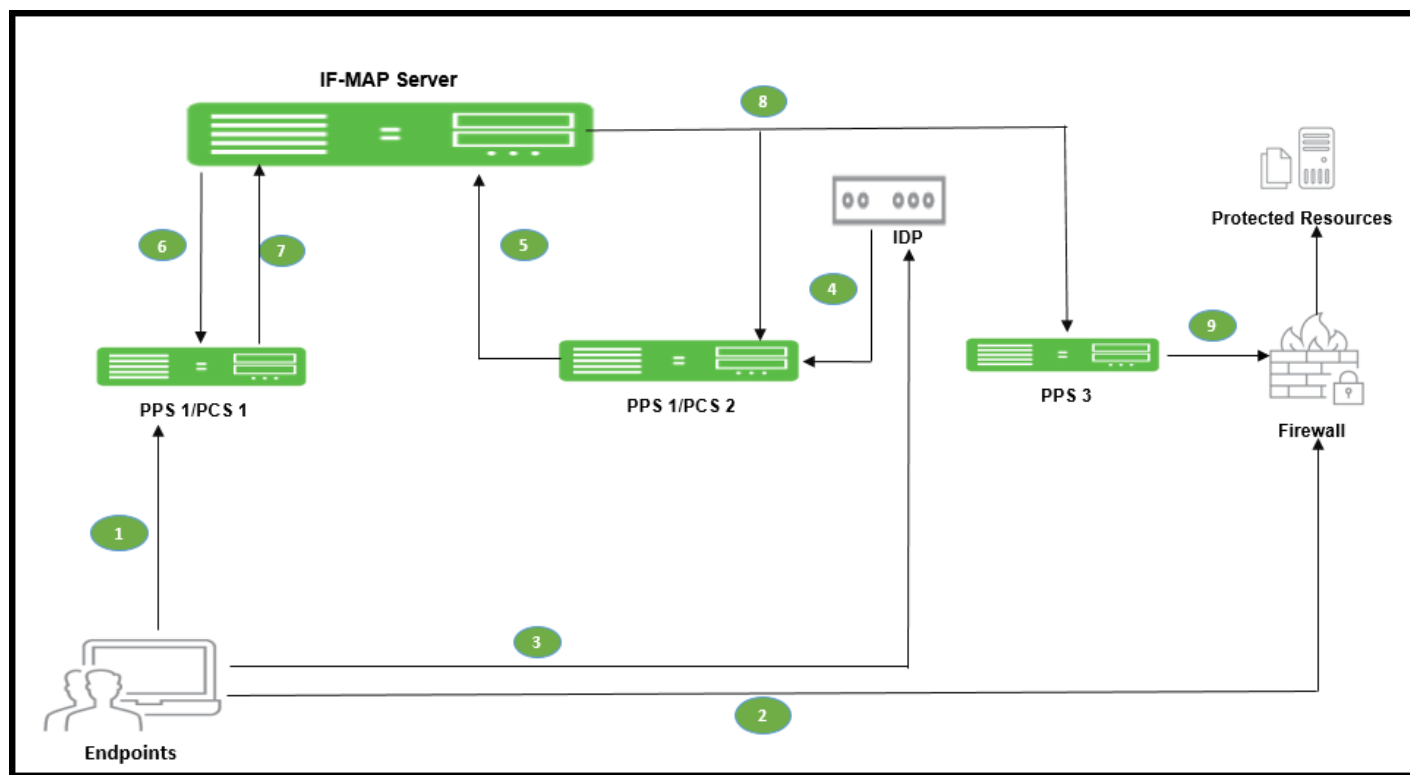 IF-MAP Server
8
IDP
Protected Resources
6
7
5
4
9
PPS 1/PCS 1
PPS 1/PCS 2
PPS 3
Firewall
1
3
2
Endpoints